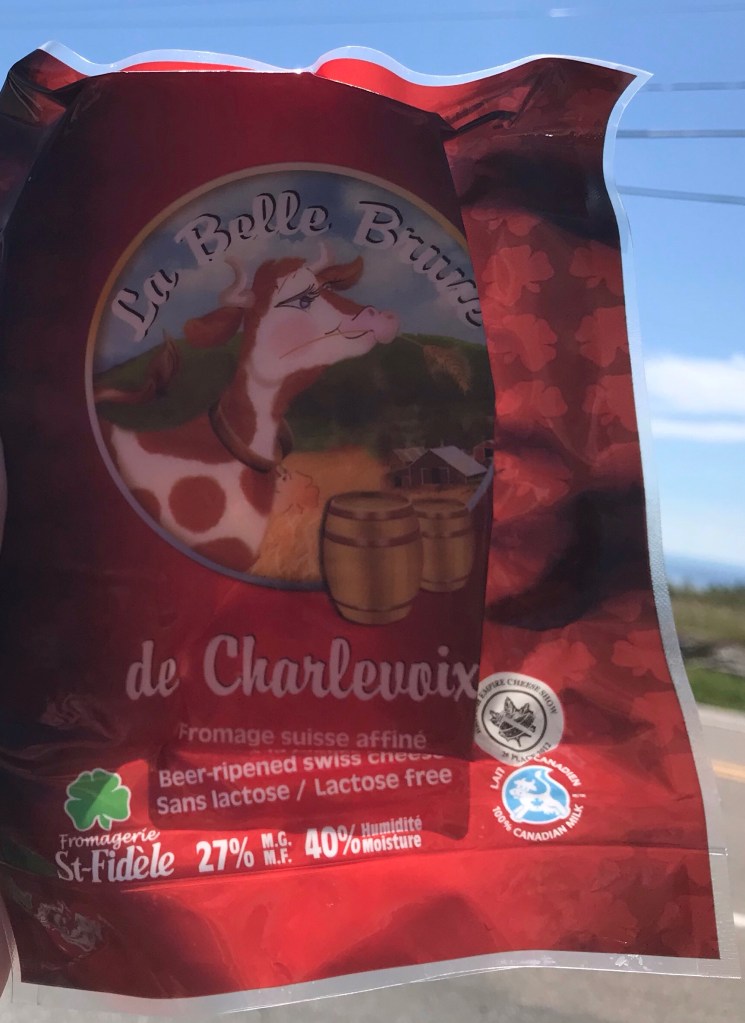 La Belle Brune
de Charlevoix
Fromage suisse affiné
Beer-ripened swiss cheese
Sans lactose / Lactose free
Fromagerie
St-Fidèle
27% M.G.
M.F.
40% Humidité
Moisture
EMPIRE CHEESE SHOW
LAIT CANADIEN
100% CANADIAN MILK